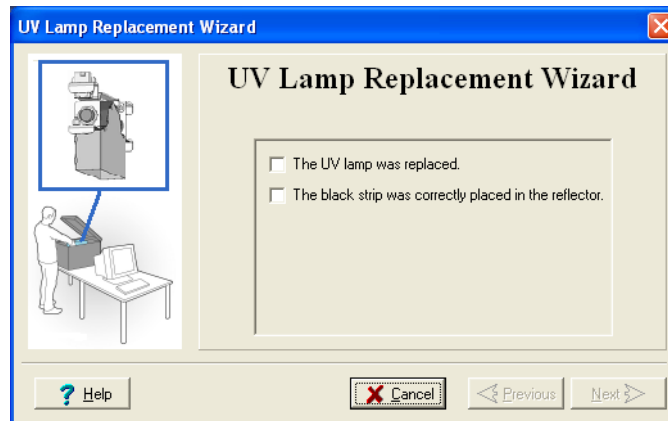 UV Lamp Replacement Wizard
UV Lamp Replacement Wizard
The UV lamp was replaced.
The black strip was correctly placed in the reflector.
? Help
Cancel
Previous
Next